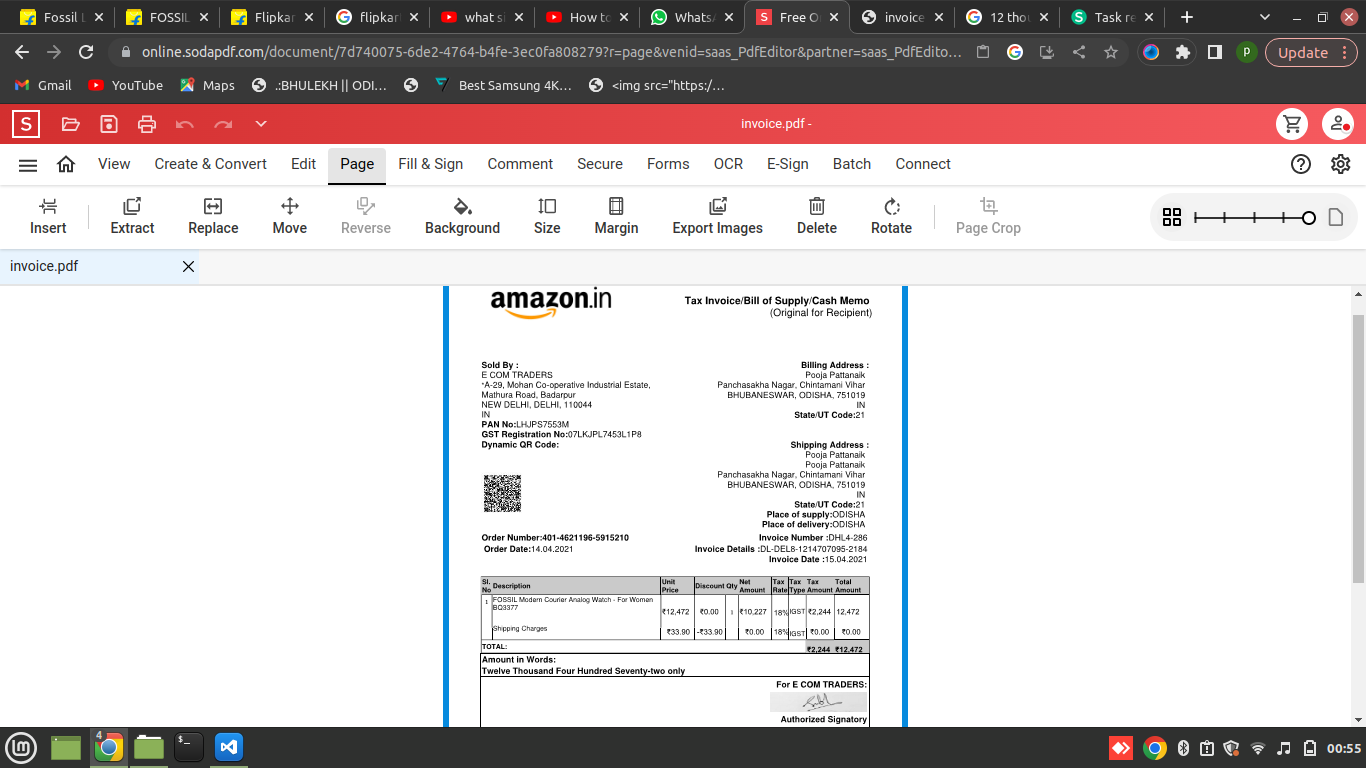 Fossil L
FOSSIL
Flipkar
flipkart
what si
How to
WhatsA
Free O
invoice
12 thou
Task re
online.sodapdf.com/document/7d740075-6de2-4764-b4fe-3ec0fa808279?r=page&venid=saas_PdfEditor&partner=saas_PdfEdito...
p
Update
Gmail
YouTube
Maps
.:BHULEKH || ODI...
Best Samsung 4K...
<img src="https:/...
S
invoice.pdf -
View
Create & Convert
Edit
Page
Fill & Sign
Comment
Secure
Forms
OCR
E-Sign
Batch
Connect
Insert
Extract
Replace
Move
Reverse
Background
Size
Margin
Export Images
Delete
Rotate
Page Crop
invoice.pdf
amazon.in
Tax Invoice/Bill of Supply/Cash Memo
(Original for Recipient)
Sold By :
E COM TRADERS
*A-29, Mohan Co-operative Industrial Estate,
Mathura Road, Badarpur
NEW DELHI, DELHI, 110044
IN
PAN No:LHJPS7553M
GST Registration No:07LKJPL7453L1P8
Dynamic QR Code:
Billing Address :
Pooja Pattanaik
Panchasakha Nagar, Chintamani Vihar
BHUBANESWAR, ODISHA, 751019
IN
State/UT Code:21
Shipping Address :
Pooja Pattanaik
Pooja Pattanaik
Panchasakha Nagar, Chintamani Vihar
BHUBANESWAR, ODISHA, 751019
IN
State/UT Code:21
Place of supply:ODISHA
Place of delivery:ODISHA
Order Number:401-4621196-5915210
Order Date:14.04.2021
Invoice Number :DHL4-286
Invoice Details :DL-DEL8-1214707095-2184
Invoice Date :15.04.2021
Sl. No Description Unit Price Discount Qty Net Amount Tax Rate Tax Type Tax Amount Total Amount
1 FOSSIL Modern Courier Analog Watch - For Women
BQ3377
₹12,472 ₹0.00 1 ₹10,227 18% IGST ₹2,244 12,472
Shipping Charges ₹33.90 -₹33.90 ₹0.00 18% IGST ₹0.00 ₹0.00
TOTAL: ₹2,244 ₹12,472
Amount in Words:
Twelve Thousand Four Hundred Seventy-two only
For E COM TRADERS:
Authorized Signatory
4
00:55